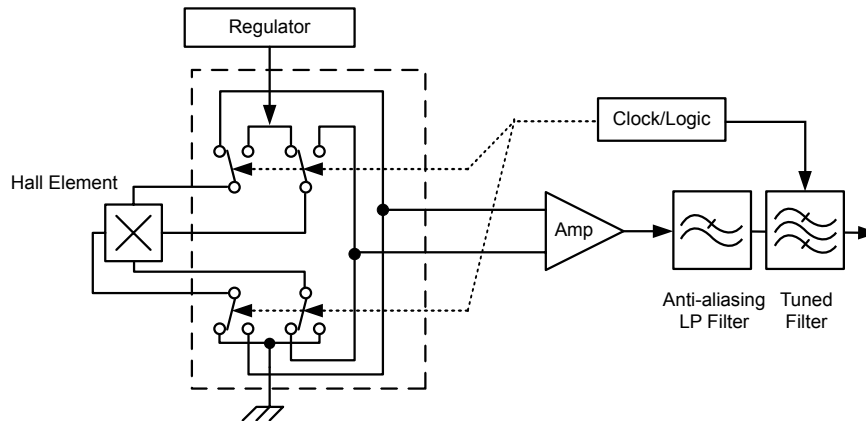 Regulator
Clock/Logic
Hall Element
Amp
Anti-aliasing
LP Filter
Tuned
Filter